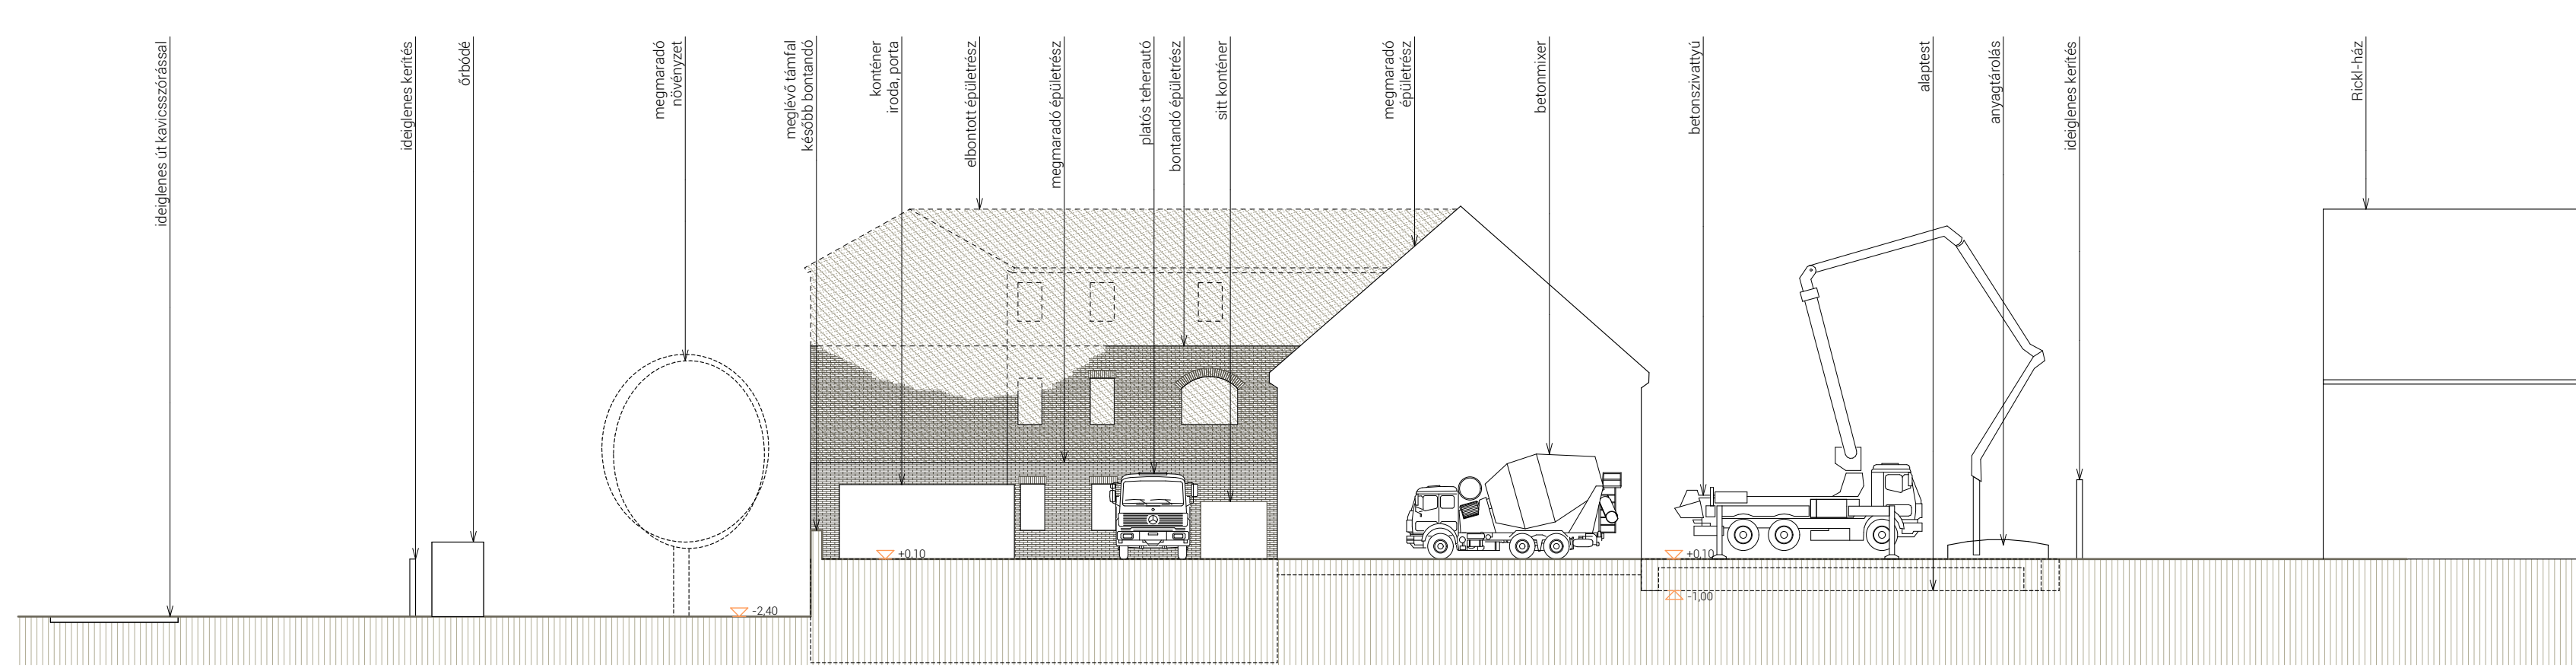 ideiglenes út kavicsszórással
ideiglenes kerítés
őrbódé
megmaradó
növényzet
meglévő támfal
később bontandó
konténer
iroda, porta
elbontott épületrész
megmaradó épületrész
platós teherautó
bontandó épületrész
sitt konténer
megmaradó
épületrész
betonmixer
betonszivattyú
alaptest
anyagtárolás
ideiglenes kerítés
Rickl-ház
+0,10
+0,10
-1,00
-2,40